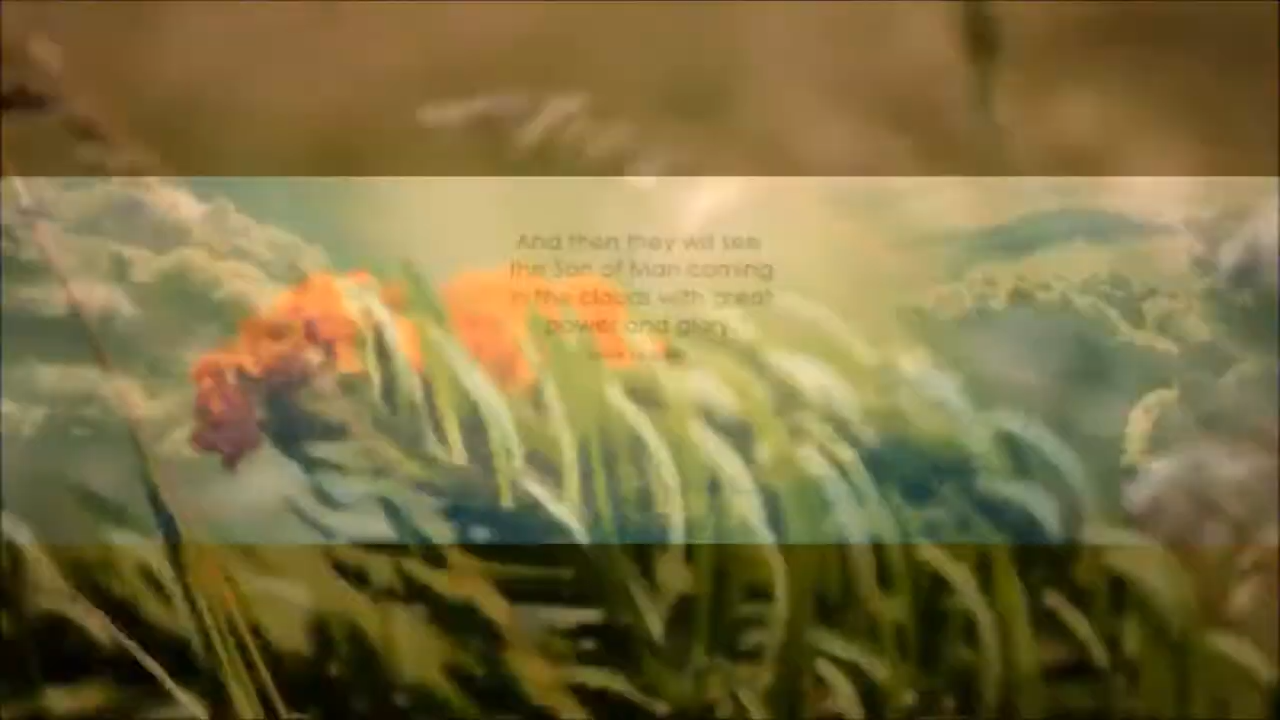 And then they will see
the Son of Man coming
in the clouds with great
power and glory.